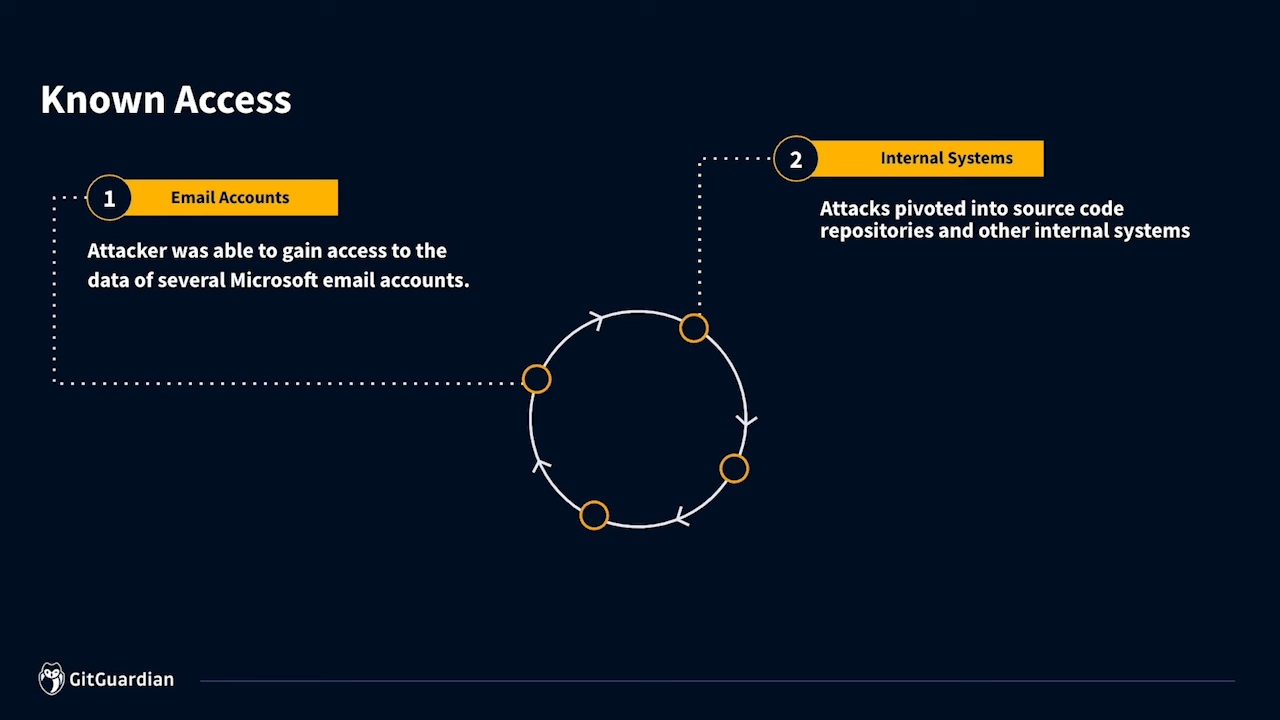 Known Access
1
Email Accounts
Attacker was able to gain access to the
data of several Microsoft email accounts.
2
Internal Systems
Attacks pivoted into source code
repositories and other internal systems
GitGuardian